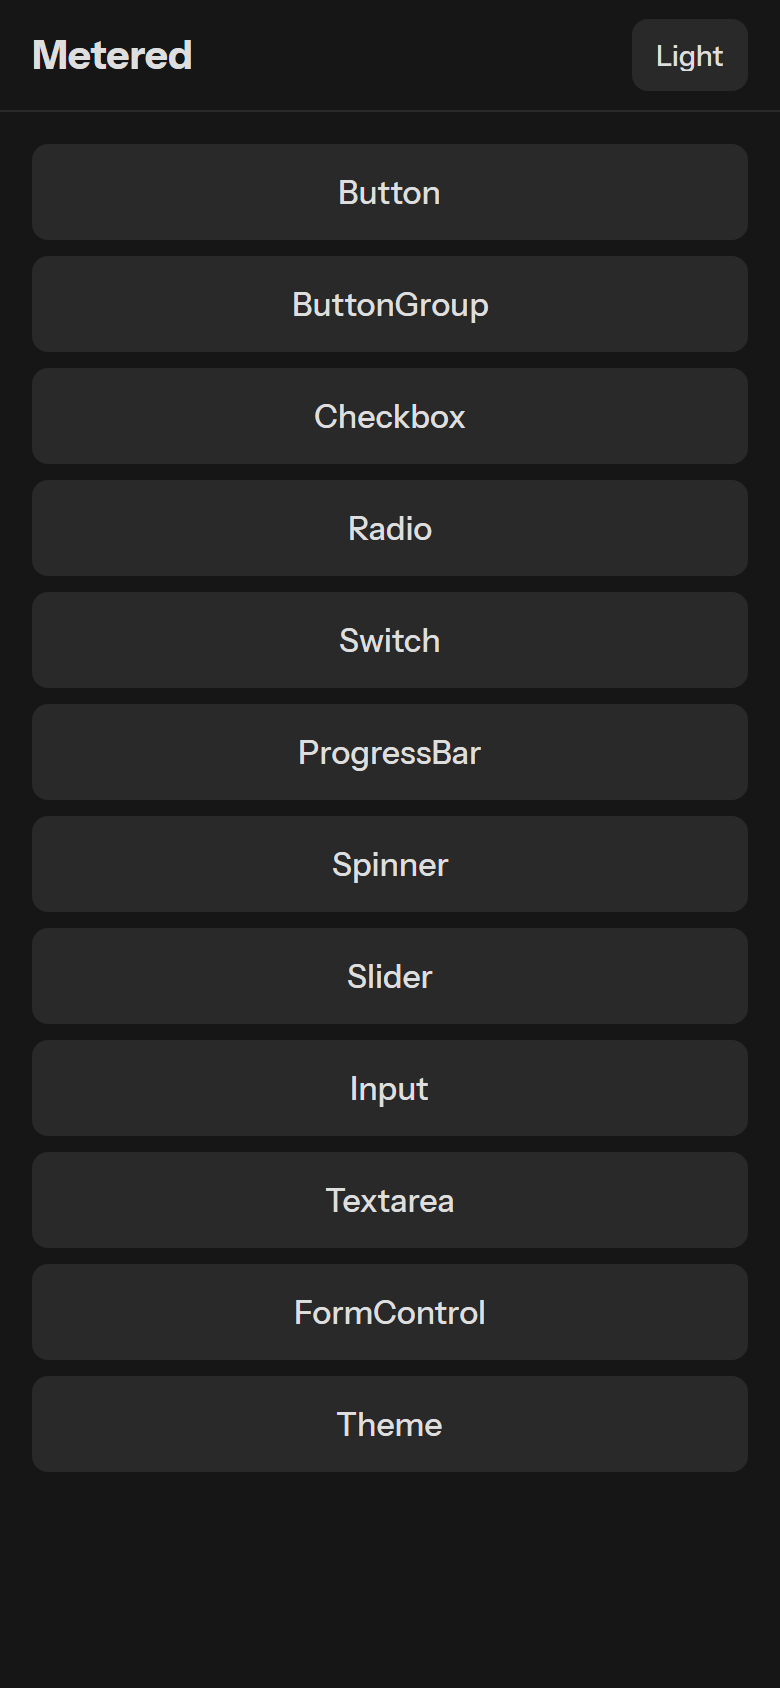 Metered
Light
Button
ButtonGroup
Checkbox
Radio
Switch
ProgressBar
Spinner
Slider
Input
Textarea
FormControl
Theme